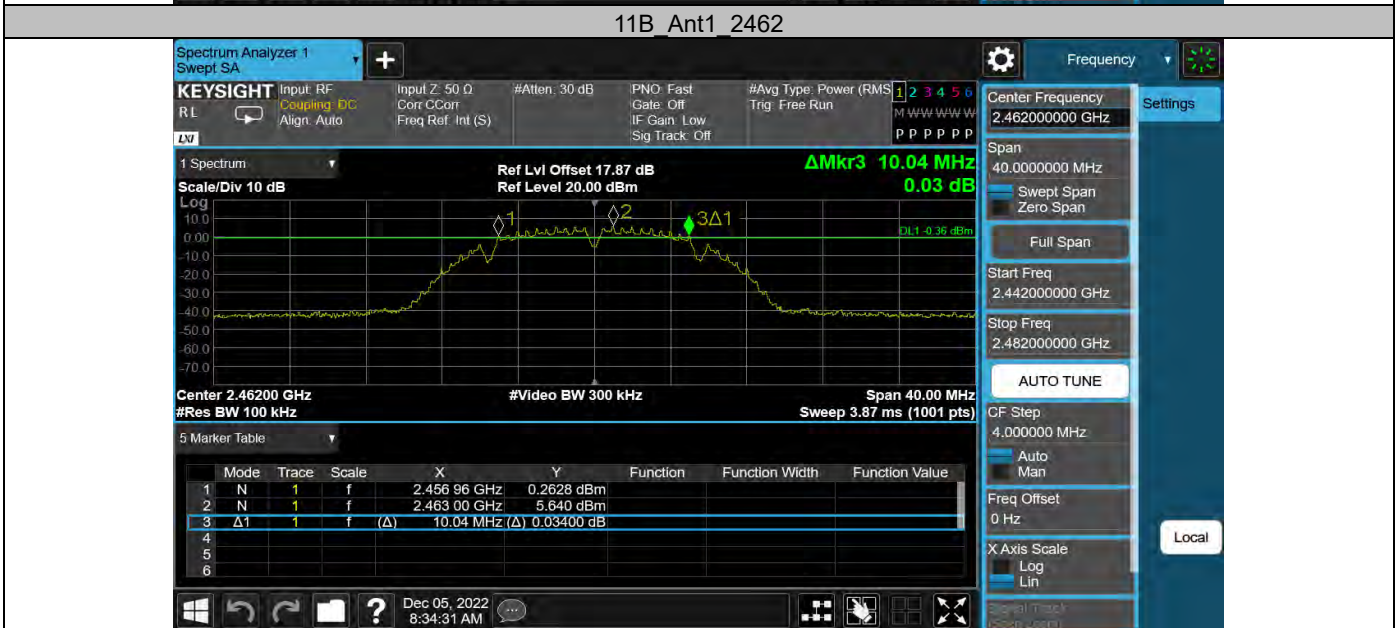 11B_Ant1_2462
Spectrum Analyzer 1
Swept SA
Frequency
KEYSIGHT
RL
LXI
Input: RF
Coupling: DC
Align: Auto
Input Z: 50 Ω
Corr CCorr
Freq Ref: Int (S)
#Atten: 30 dB
PNO: Fast
Gate: Off
IF Gain: Low
Sig Track: Off
#Avg Type: Power (RMS
Trig: Free Run
1 2 3 4 5 6
M W W W W W
P P P P P P
Center Frequency
2.462000000 GHz
Settings
Span
40.0000000 MHz
Swept Span
Zero Span
Full Span
Start Freq
2.442000000 GHz
Stop Freq
2.482000000 GHz
AUTO TUNE
CF Step
4.000000 MHz
Auto
Man
Freq Offset
0 Hz
X Axis Scale
Log
Lin
Local
1 Spectrum
Scale/Div 10 dB
Ref Lvl Offset 17.87 dB
Ref Level 20.00 dBm
ΔMkr3 10.04 MHz
0.03 dB
Log
10.0
0.00
-10.0
-20.0
-30.0
-40.0
-50.0
-60.0
-70.0
1
2
3Δ1
DL1 -0.36 dBm
Center 2.46200 GHz
#Video BW 300 kHz
Span 40.00 MHz
#Res BW 100 kHz
Sweep 3.87 ms (1001 pts)
5 Marker Table
Mode Trace Scale X Y Function Function Width Function Value
1 N 1 f 2.456 96 GHz 0.2628 dBm
2 N 1 f 2.463 00 GHz 5.640 dBm
3 Δ1 1 f (Δ) 10.04 MHz (Δ) 0.03400 dB
4
5
6
?
Dec 05, 2022
8:34:31 AM